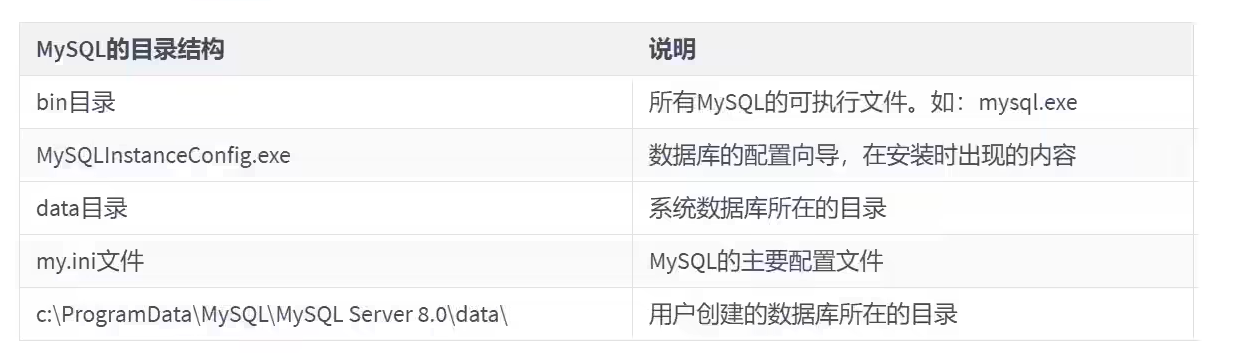 MySQL的目录结构 说明
bin目录 所有MySQL的可执行文件。如：mysql.exe
MySQLInstanceConfig.exe 数据库的配置向导，在安装时出现的内容
data目录 系统数据库所在的目录
my.ini文件 MySQL的主要配置文件
c:\ProgramData\MySQL\MySQL Server 8.0\data\ 用户创建的数据库所在的目录